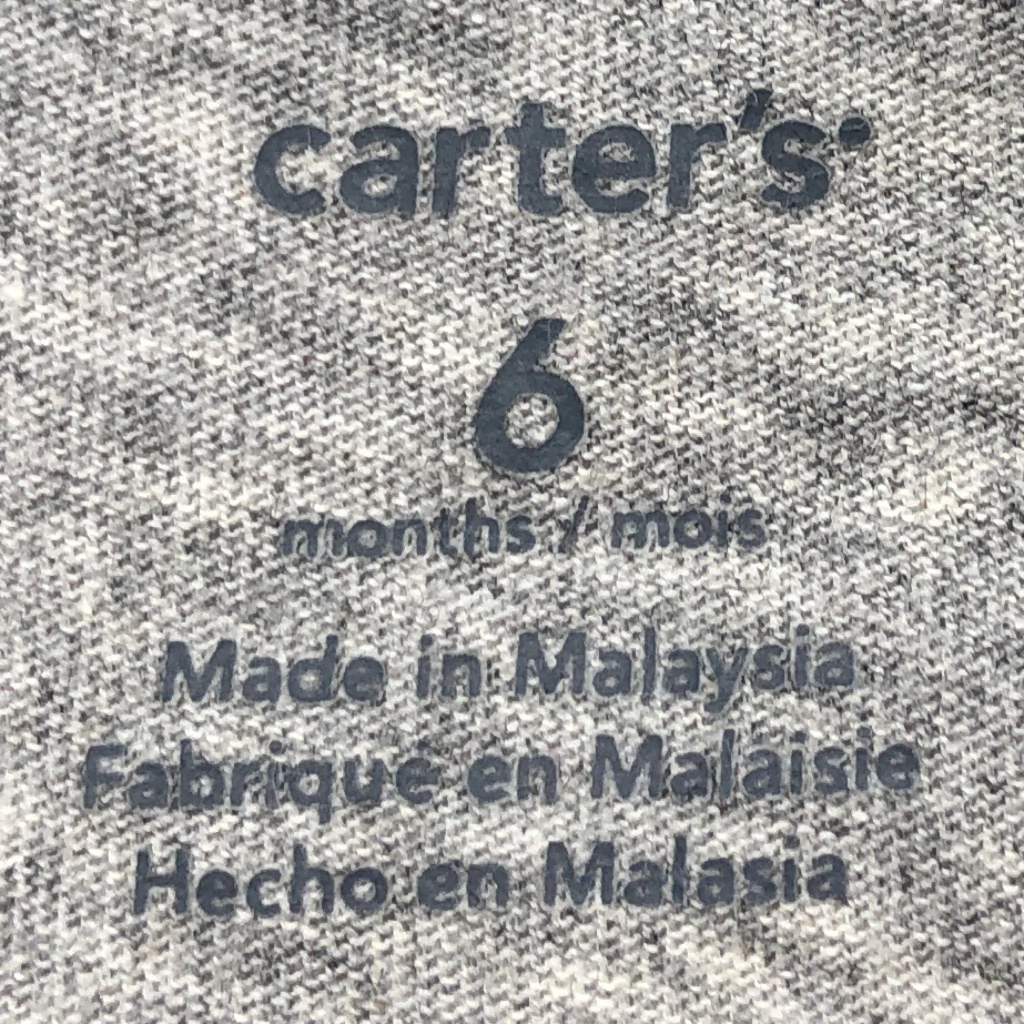 carter's
6
months / mois
Made in Malaysia
Fabriqué en Malaisie
Hecho en Malasia